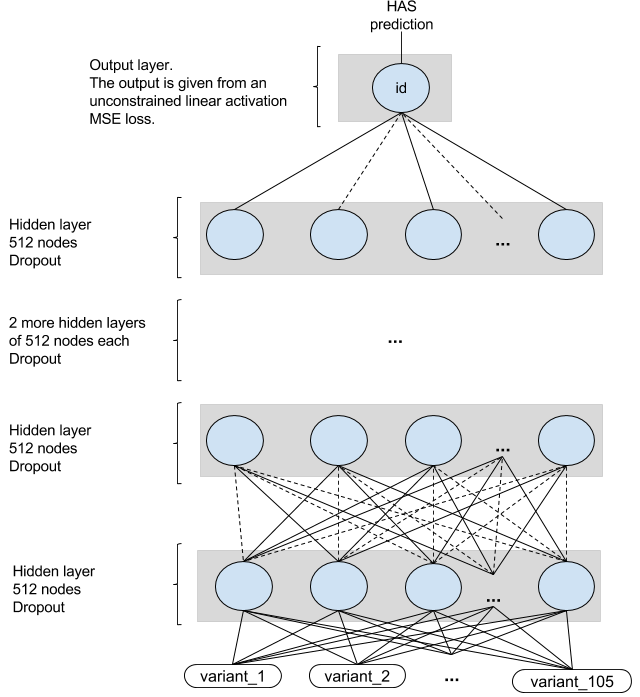 HAS
prediction
Output layer.
The output is given from an
unconstrained linear activation
MSE loss.
id
Hidden layer
512 nodes
Dropout
...
2 more hidden layers
of 512 nodes each
Dropout
...
Hidden layer
512 nodes
Dropout
...
Hidden layer
512 nodes
Dropout
...
variant_1
variant_2
...
variant_105